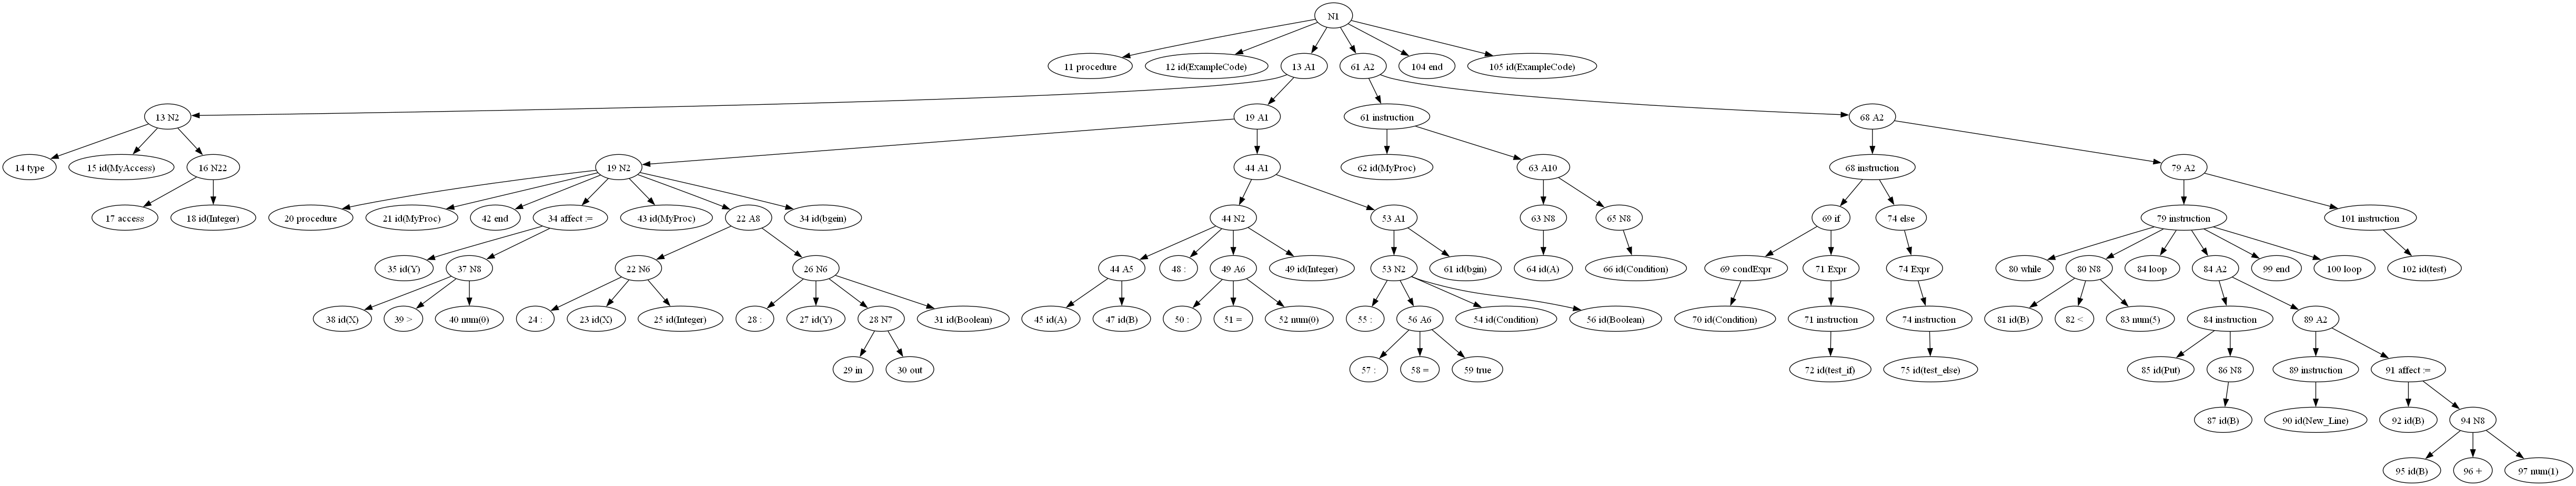 N1
11 procedure
12 id(ExampleCode)
13 A1
61 A2
104 end
105 id(ExampleCode)
13 N2
19 A1
61 instruction
68 A2
14 type
15 id(MyAccess)
16 N22
19 N2
44 A1
62 id(MyProc)
63 A10
68 instruction
79 A2
17 access
18 id(Integer)
20 procedure
21 id(MyProc)
42 end
34 affect :=
43 id(MyProc)
22 A8
34 id(bgein)
44 N2
53 A1
63 N8
65 N8
69 if
74 else
79 instruction
101 instruction
35 id(Y)
37 N8
22 N6
26 N6
44 A5
48 :
49 A6
49 id(Integer)
53 N2
61 id(bgin)
64 id(A)
66 id(Condition)
69 condExpr
71 Expr
74 Expr
80 while
80 N8
84 loop
84 A2
99 end
100 loop
102 id(test)
38 id(X)
39 >
40 num(0)
24 :
23 id(X)
25 id(Integer)
28 :
27 id(Y)
28 N7
31 id(Boolean)
45 id(A)
47 id(B)
50 :
51 =
52 num(0)
55 :
56 A6
54 id(Condition)
56 id(Boolean)
70 id(Condition)
71 instruction
74 instruction
81 id(B)
82 <
83 num(5)
84 instruction
89 A2
29 in
30 out
57 :
58 =
59 true
72 id(test_if)
75 id(test_else)
85 id(Put)
86 N8
89 instruction
91 affect :=
87 id(B)
90 id(New_Line)
92 id(B)
94 N8
95 id(B)
96 +
97 num(1)